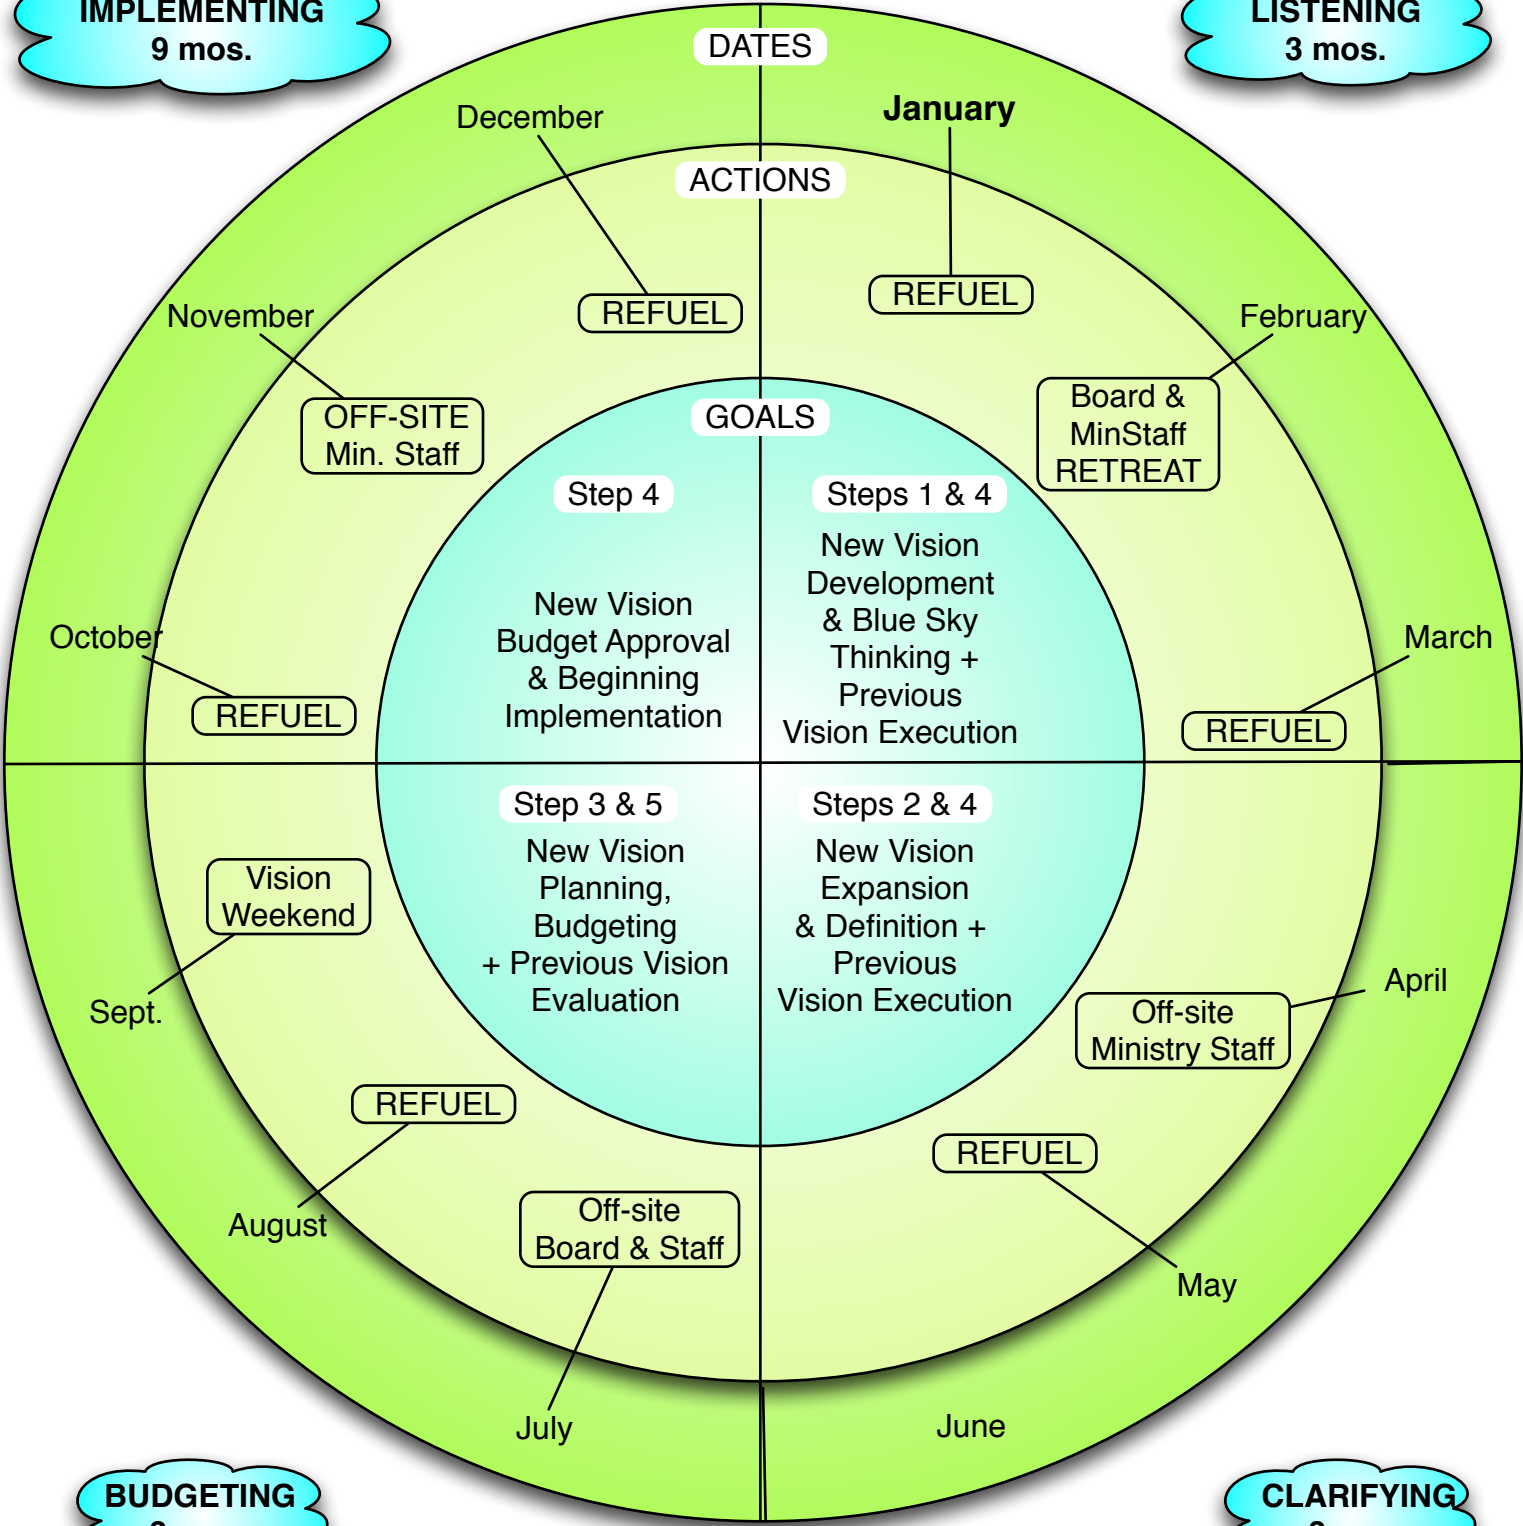 IMPLEMENTING
9 mos.
LISTENING
3 mos.
DATES
December
January
ACTIONS
REFUEL
REFUEL
November
February
OFF-SITE
Min. Staff
Board &
MinStaff
RETREAT
GOALS
Step 4
New Vision
Budget Approval
& Beginning
Implementation
Steps 1 & 4
New Vision
Development
& Blue Sky
Thinking +
Previous
Vision Execution
October
REFUEL
March
REFUEL
Step 3 & 5
New Vision
Planning,
Budgeting
+ Previous Vision
Evaluation
Steps 2 & 4
New Vision
Expansion
& Definition +
Previous
Vision Execution
Vision
Weekend
Sept.
April
Off-site
Ministry Staff
REFUEL
August
REFUEL
May
Off-site
Board & Staff
July
June
BUDGETING
CLARIFYING